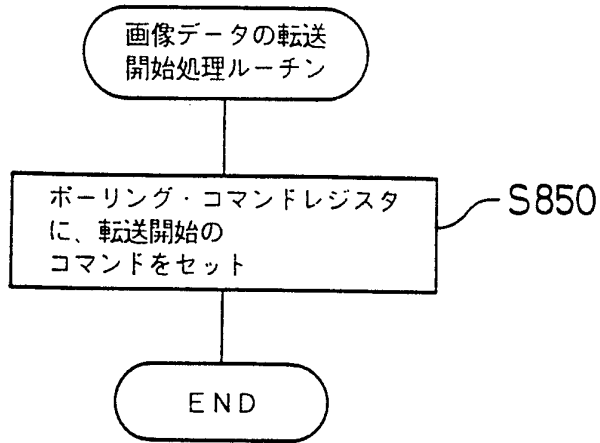 画像データの転送
開始処理ルーチン
ポーリング・コマンドレジスタ
に、転送開始の
コマンドをセット
S850
END